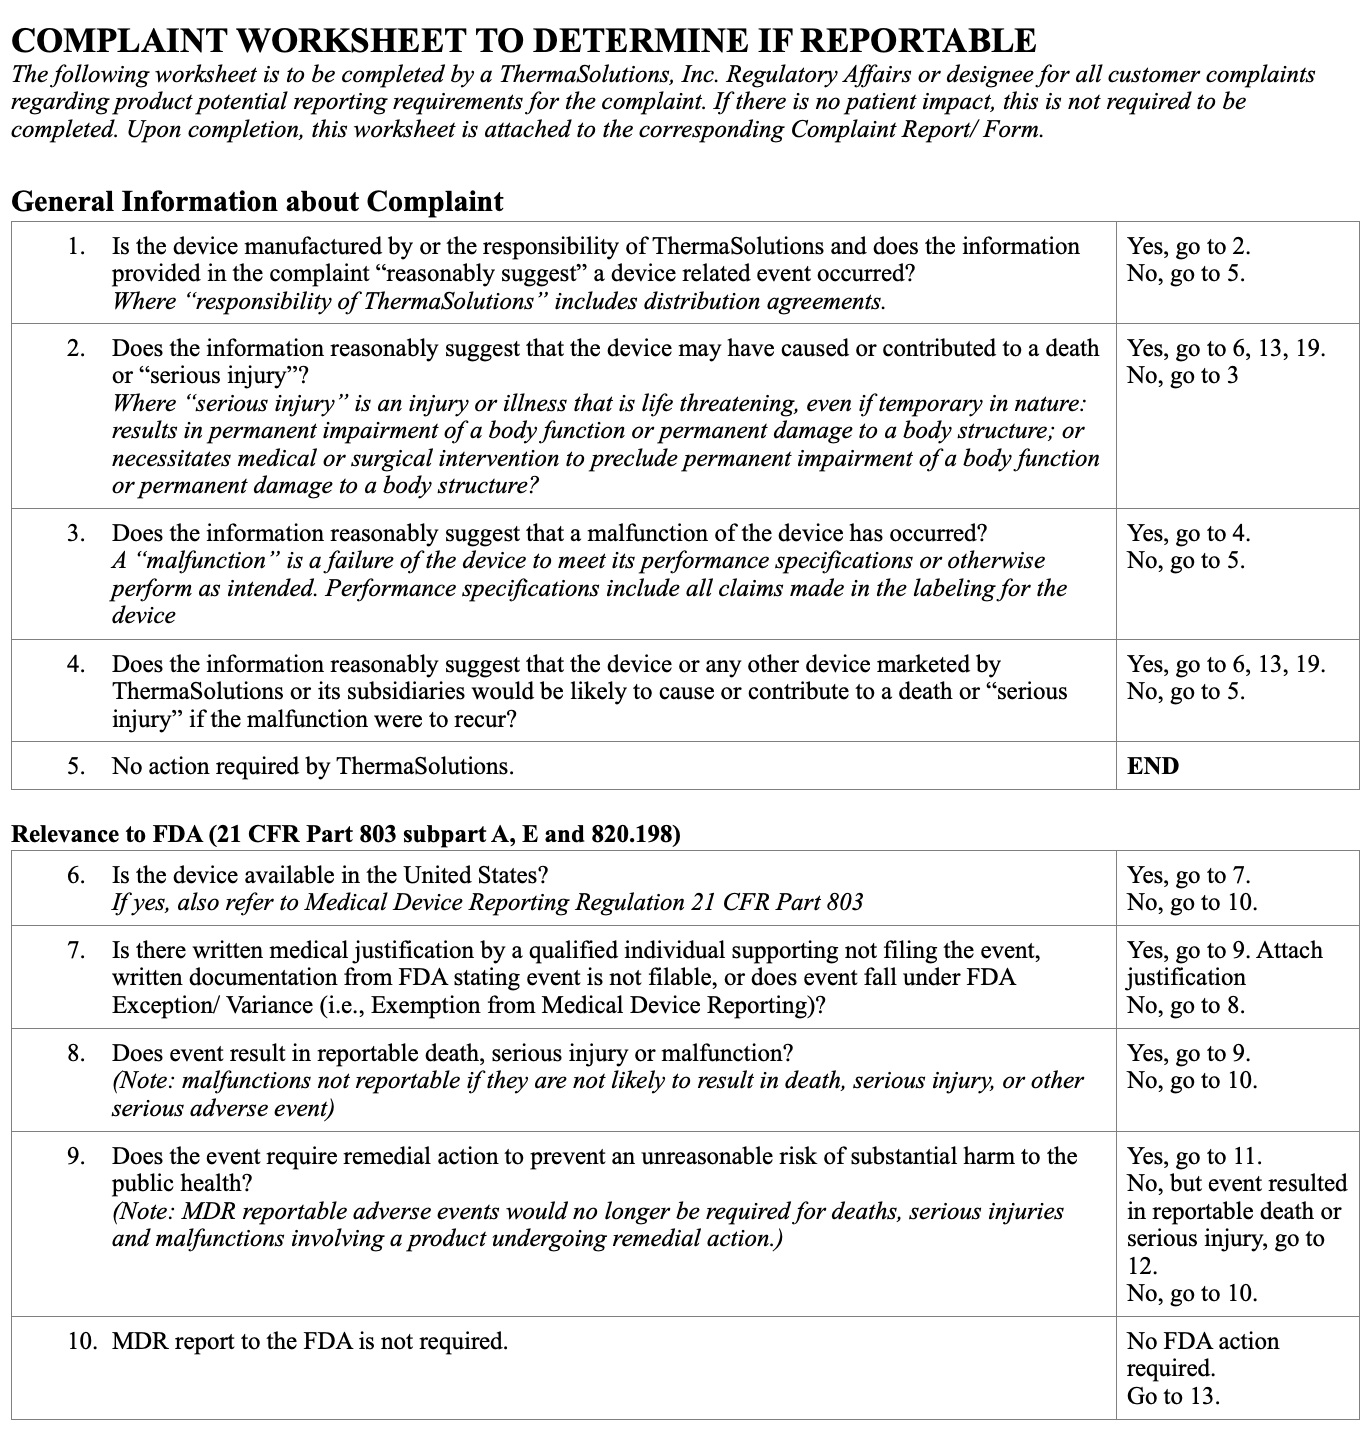 COMPLAINT WORKSHEET TO DETERMINE IF REPORTABLE
The following worksheet is to be completed by a ThermaSolutions, Inc. Regulatory Affairs or designee for all customer complaints
regarding product potential reporting requirements for the complaint. If there is no patient impact, this is not required to be
completed. Upon completion, this worksheet is attached to the corresponding Complaint Report/ Form.
General Information about Complaint
1. Is the device manufactured by or the responsibility of ThermaSolutions and does the information
provided in the complaint “reasonably suggest” a device related event occurred?
Where “responsibility of ThermaSolutions” includes distribution agreements.
Yes, go to 2.
No, go to 5.
2. Does the information reasonably suggest that the device may have caused or contributed to a death
or “serious injury”?
Where “serious injury” is an injury or illness that is life threatening, even if temporary in nature:
results in permanent impairment of a body function or permanent damage to a body structure; or
necessitates medical or surgical intervention to preclude permanent impairment of a body function
or permanent damage to a body structure?
Yes, go to 6, 13, 19.
No, go to 3
3. Does the information reasonably suggest that a malfunction of the device has occurred?
A “malfunction” is a failure of the device to meet its performance specifications or otherwise
perform as intended. Performance specifications include all claims made in the labeling for the
device
Yes, go to 4.
No, go to 5.
4. Does the information reasonably suggest that the device or any other device marketed by
ThermaSolutions or its subsidiaries would be likely to cause or contribute to a death or “serious
injury” if the malfunction were to recur?
Yes, go to 6, 13, 19.
No, go to 5.
5. No action required by ThermaSolutions.
END
Relevance to FDA (21 CFR Part 803 subpart A, E and 820.198)
6. Is the device available in the United States?
If yes, also refer to Medical Device Reporting Regulation 21 CFR Part 803
Yes, go to 7.
No, go to 10.
7. Is there written medical justification by a qualified individual supporting not filing the event,
written documentation from FDA stating event is not filable, or does event fall under FDA
Exception/ Variance (i.e., Exemption from Medical Device Reporting)?
Yes, go to 9. Attach
justification
No, go to 8.
8. Does event result in reportable death, serious injury or malfunction?
(Note: malfunctions not reportable if they are not likely to result in death, serious injury, or other
serious adverse event)
Yes, go to 9.
No, go to 10.
9. Does the event require remedial action to prevent an unreasonable risk of substantial harm to the
public health?
(Note: MDR reportable adverse events would no longer be required for deaths, serious injuries
and malfunctions involving a product undergoing remedial action.)
Yes, go to 11.
No, but event resulted
in reportable death or
serious injury, go to
12.
No, go to 10.
10. MDR report to the FDA is not required.
No FDA action
required.
Go to 13.